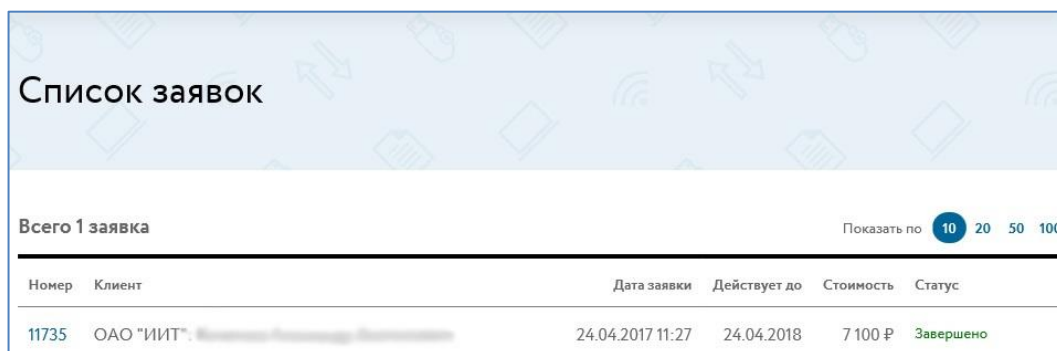 Список заявок
Всего 1 заявка Показать по 10 20 50 100
Номер Клиент Дата заявки Действует до Стоимость Статус
11735 ОАО "ИИТ": 24.04.2017 11:27 24.04.2018 7 100 ₽ Завершено